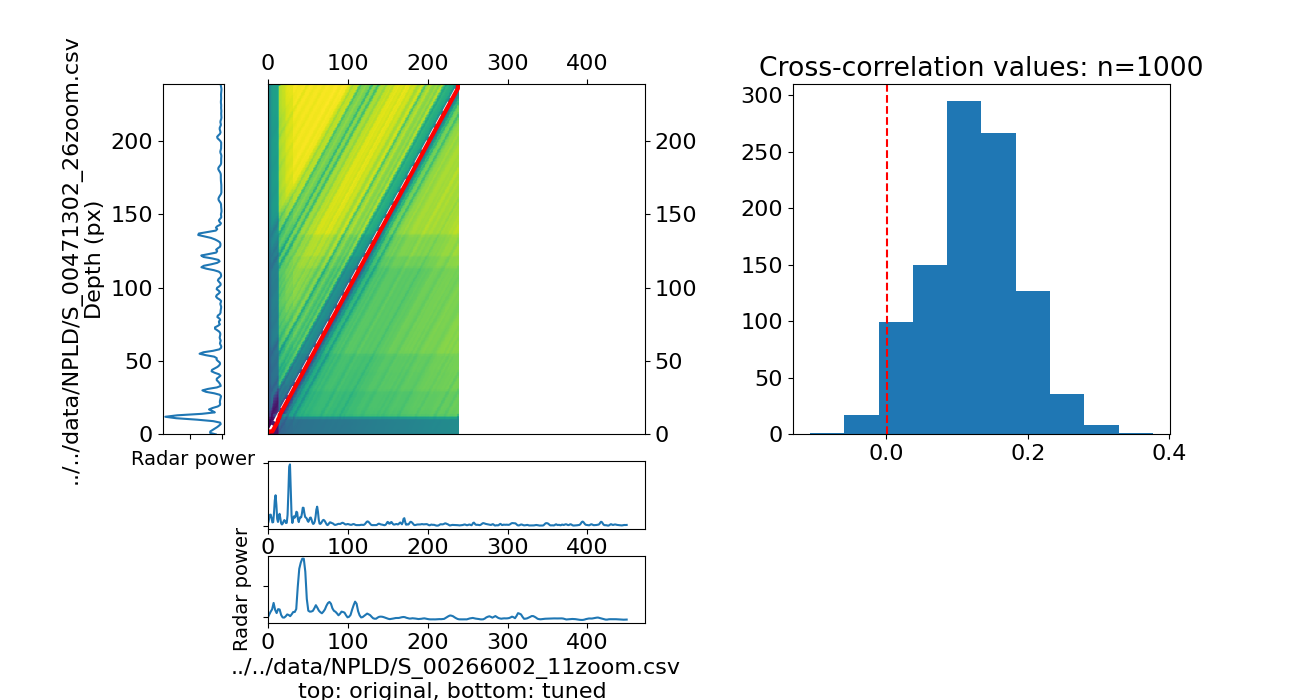 0 100 200 300 400
../../data/NPLD/S_00471302_26zoom.csv
Depth (px)
200
150
100
50
0
Radar power
200
150
100
50
0
Cross-correlation values: n=1000
300
250
200
150
100
50
0
0.0 0.2 0.4
0 100 200 300 400
Radar power
0 100 200 300 400
../../data/NPLD/S_00266002_11zoom.csv
top: original, bottom: tuned